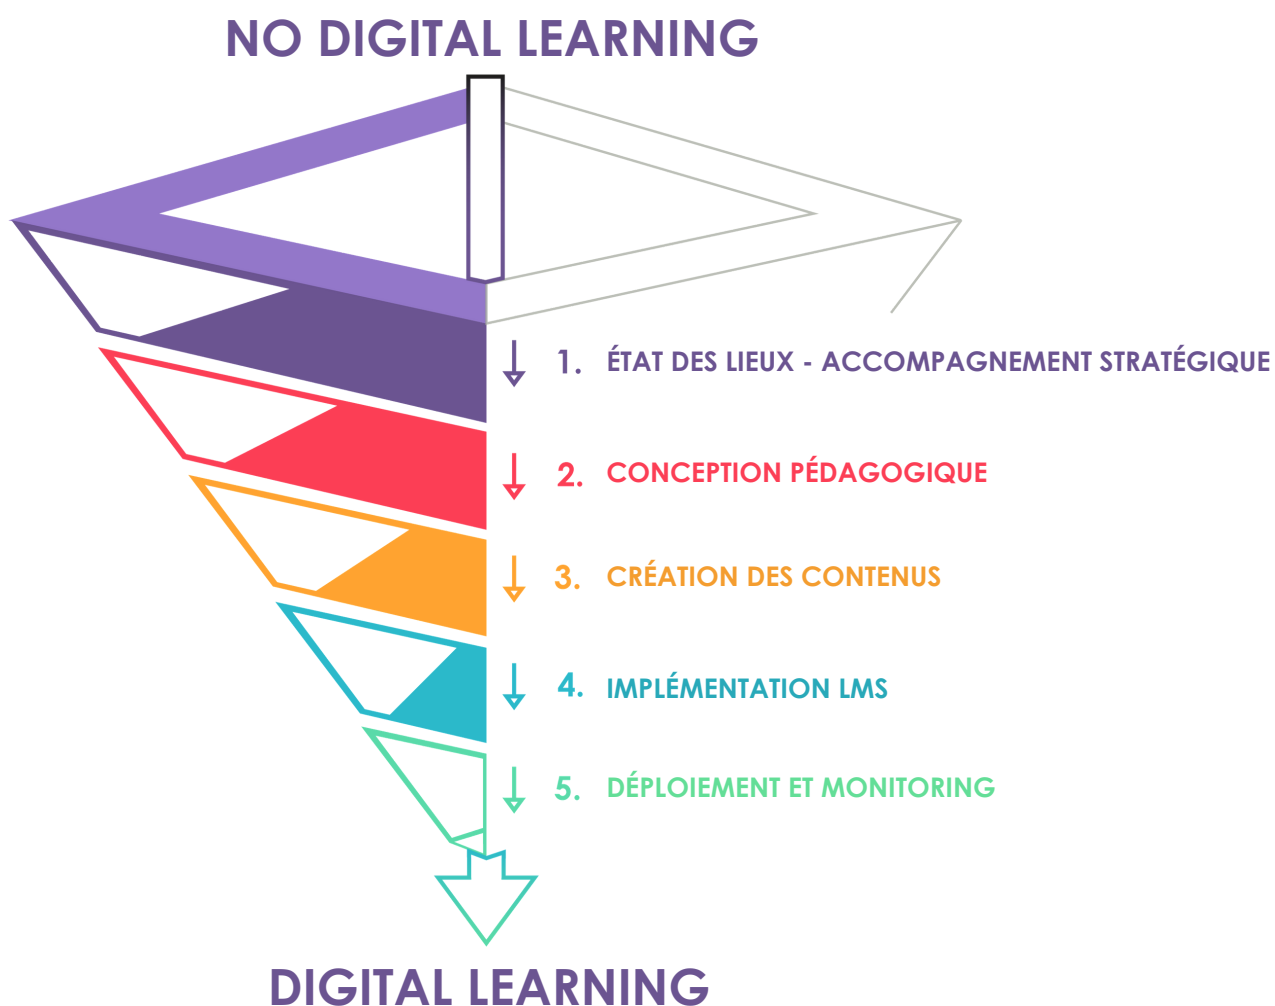 NO DIGITAL LEARNING
1. ÉTAT DES LIEUX - ACCOMPAGNEMENT STRATÉGIQUE
2. CONCEPTION PÉDAGOGIQUE
3. CRÉATION DES CONTENUS
4. IMPLÉMENTATION LMS
5. DÉPLOIEMENT ET MONITORING
DIGITAL LEARNING